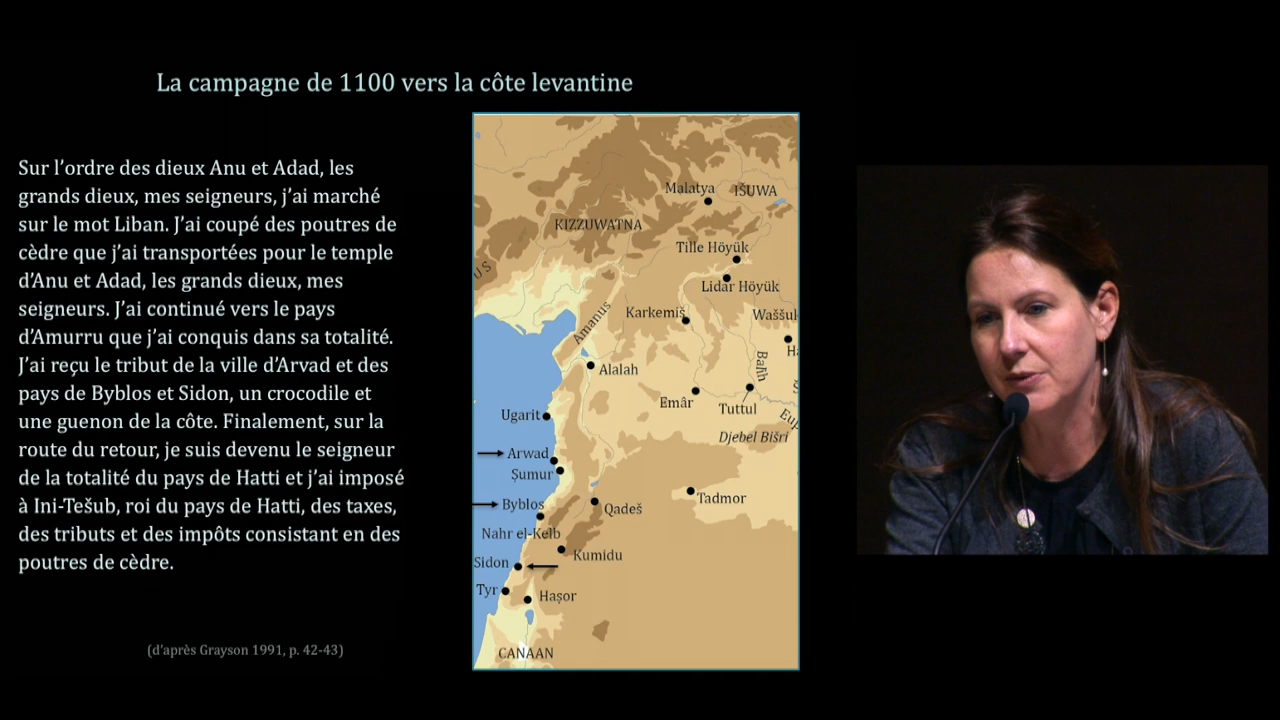 La campagne de 1100 vers la côte levantine
Sur l’ordre des dieux Anu et Adad, les
grands dieux, mes seigneurs, j’ai marché
sur le mot Liban. J’ai coupé des poutres de
cèdre que j’ai transportées pour le temple
d’Anu et Adad, les grands dieux, mes
seigneurs. J’ai continué vers le pays
d’Amurru que j’ai conquis dans sa totalité.
J’ai reçu le tribut de la ville d’Arwad et des
pays de Byblos et Sidon, un crocodile et
une guenon de la côte. Finalement, sur la
route du retour, je suis devenu le seigneur
de la totalité du pays de Hatti et j’ai imposé
à Ini-Tešub, roi du pays de Hatti, des taxes,
des tributs et des impôts consistant en des
poutres de cèdre.
(d’après Grayson 1991, p. 42-43)
Malatya
IŠUWA
KIZZUWATNA
Tille Höyük
US
Lidar Höyük
Amanus
Karkemiš
Waššuk
Ha
Balih
Alalah
Emâr
Tuttul
Ugarit
Eup
Djebel Bišri
Arwad
Ṣumur
Tadmor
Byblos
Qadeš
Nahr el-Kelb
Kumidu
Sidon
Tyr
Haṣor
CANAAN